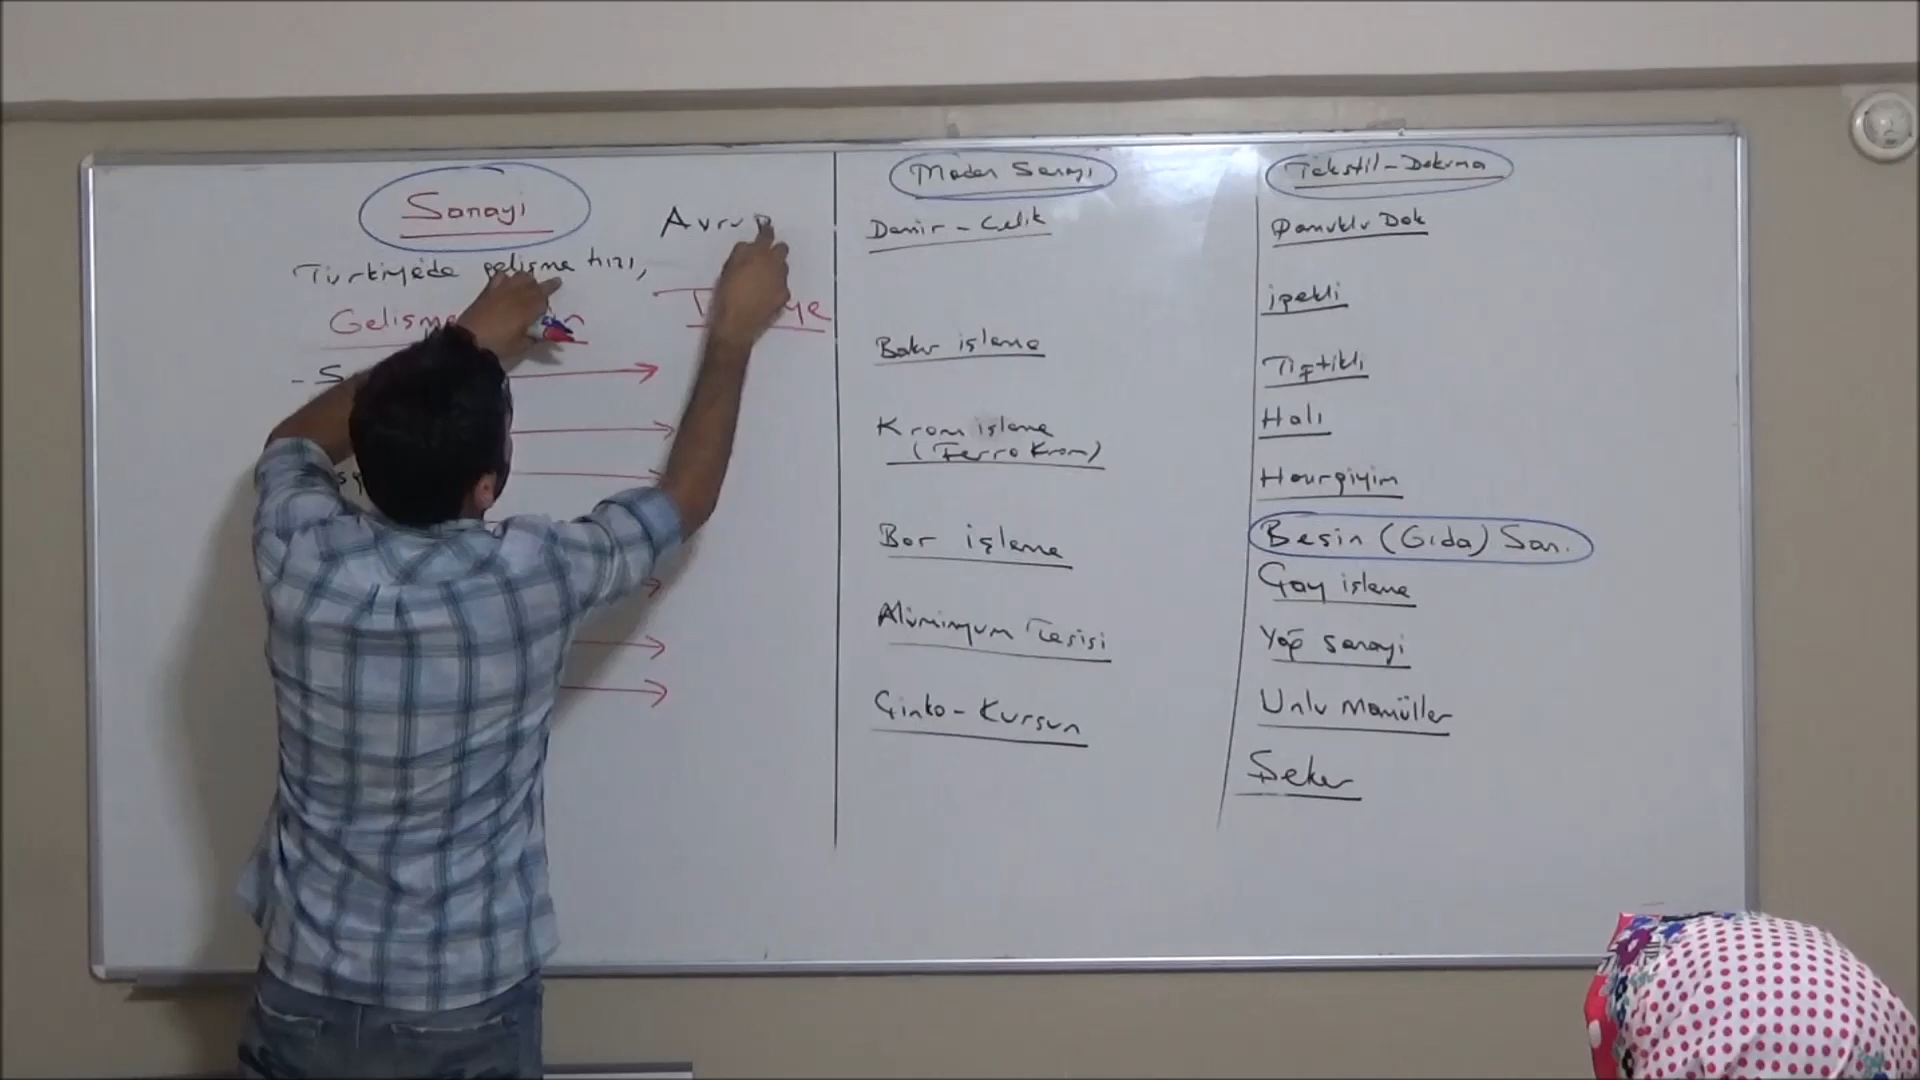 Sanayi
Avrup
Türkiyede gelişme hızı,
Gelişme
Maden Sanayi
Demir - Çelik
Bakır işleme
Krom işleme
(Ferro Krom)
Bor işleme
Alüminyum Tesisi
Çinko - Kurşun
Tekstil - Dokuma
Pamuklu Dok
ipekli
Tiftikli
Halı
Hazırgiyim
Besin (Gıda) San.
Çay işleme
Yağ sanayi
Unlu Mamüller
Şeker